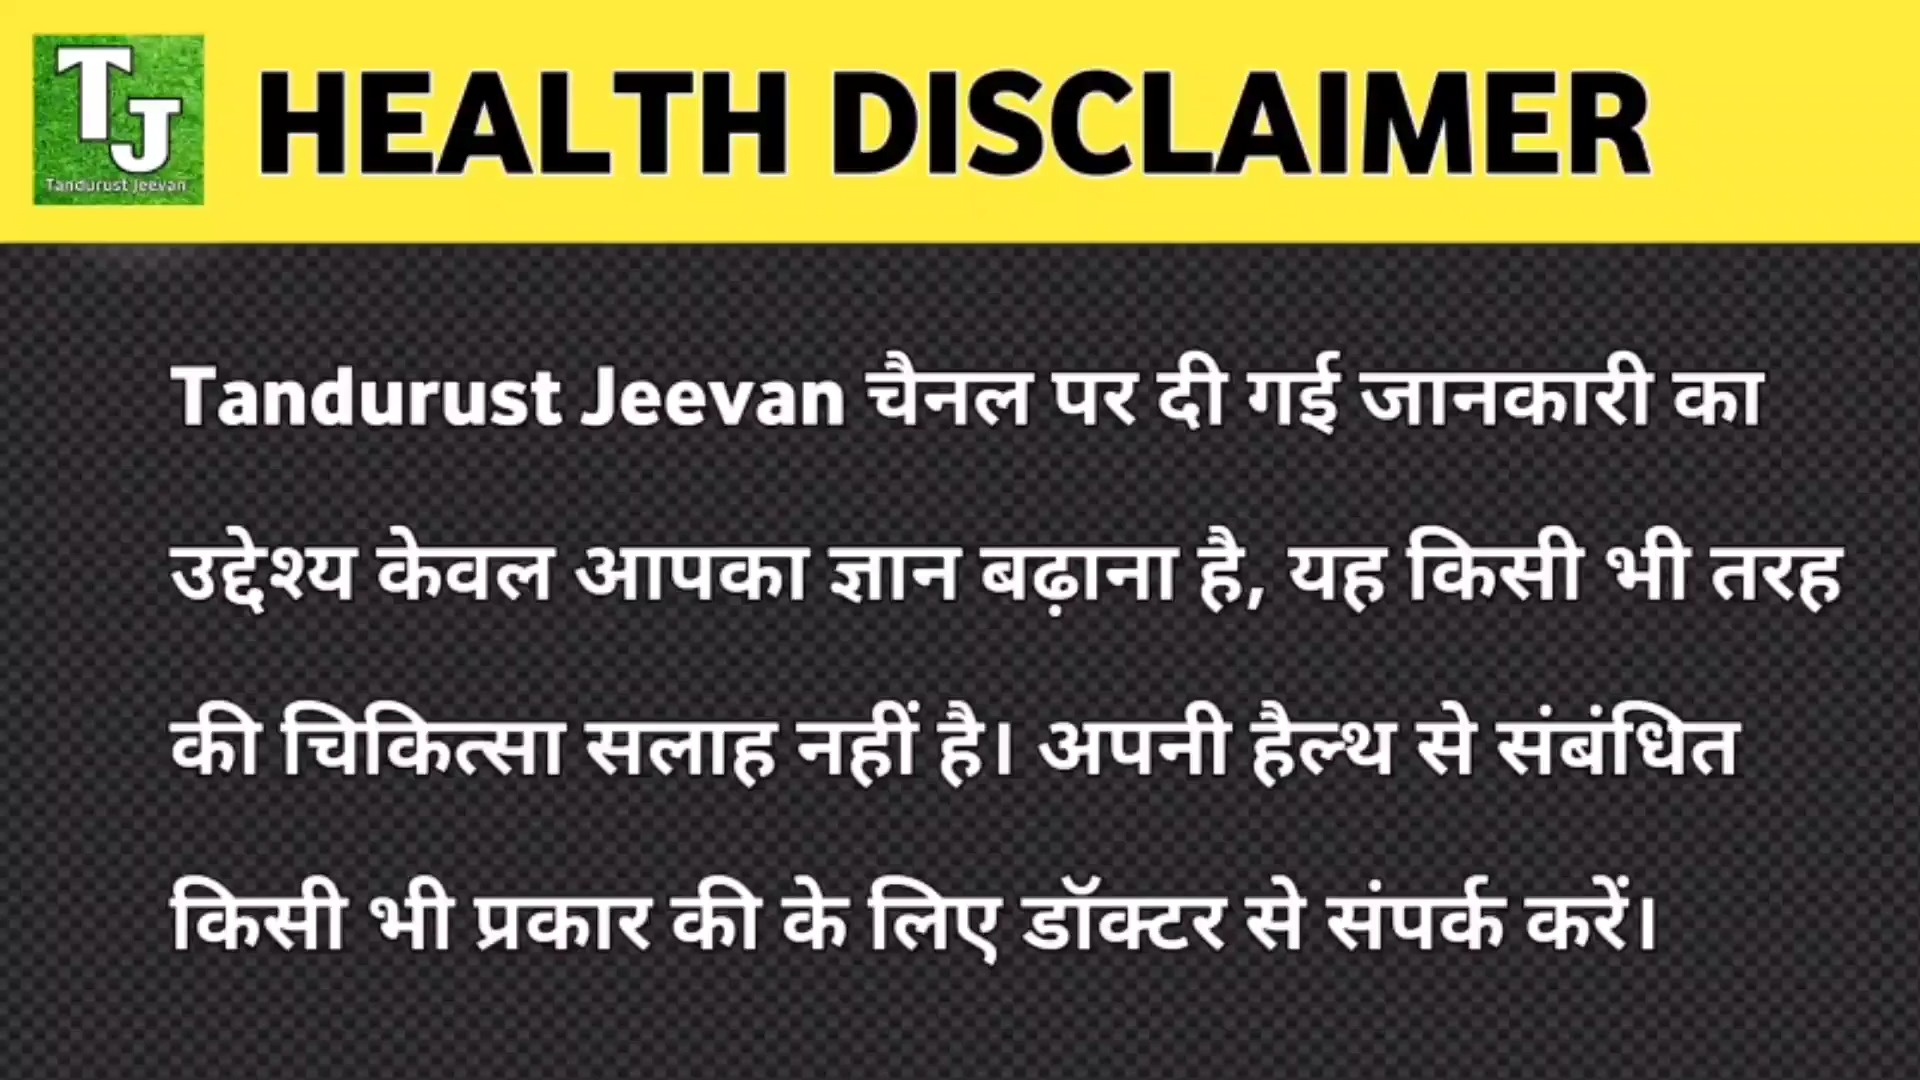 TJ
Tandurust Jeevan
HEALTH DISCLAIMER
Tandurust Jeevan चैनल पर दी गई जानकारी का
उद्देश्य केवल आपका ज्ञान बढ़ाना है, यह किसी भी तरह
की चिकित्सा सलाह नहीं है। अपनी हैल्थ से संबंधित
किसी भी प्रकार की के लिए डॉक्टर से संपर्क करें।